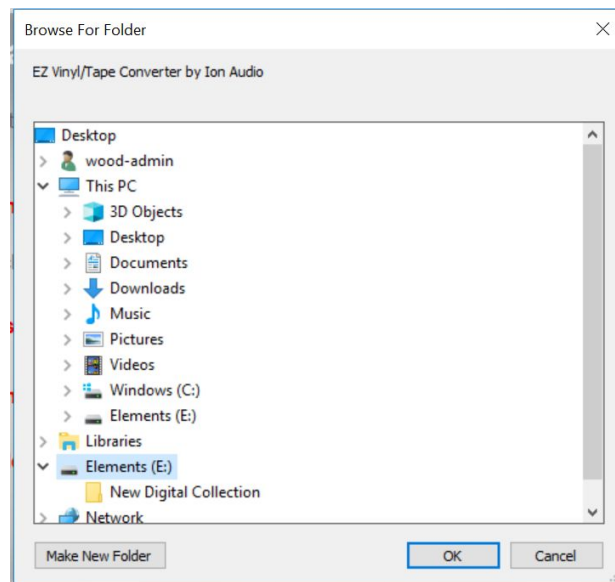 Browse For Folder
EZ Vinyl/Tape Converter by Ion Audio
Desktop
wood-admin
This PC
3D Objects
Desktop
Documents
Downloads
Music
Pictures
Videos
Windows (C:)
Elements (E:)
Libraries
Elements (E:)
New Digital Collection
Network
Make New Folder
OK
Cancel